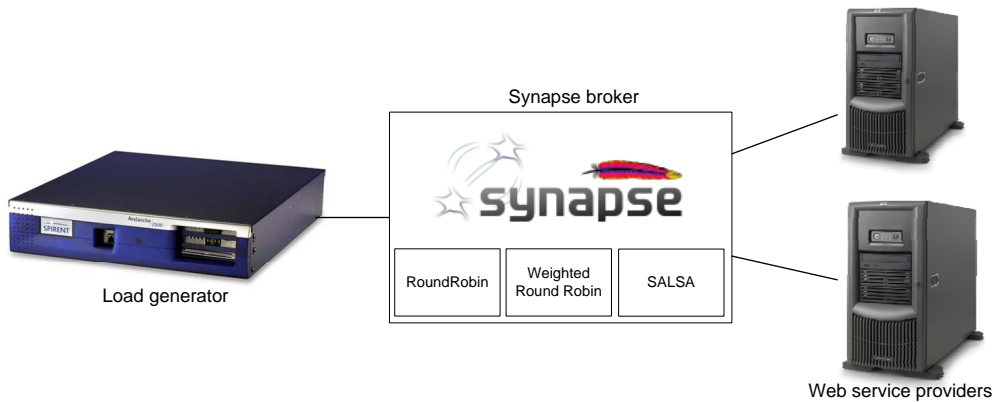 Synapse broker
synapse
Avalanche 2500
SPIRENT
RoundRobin
Weighted
Round Robin
SALSA
Load generator
Web service providers